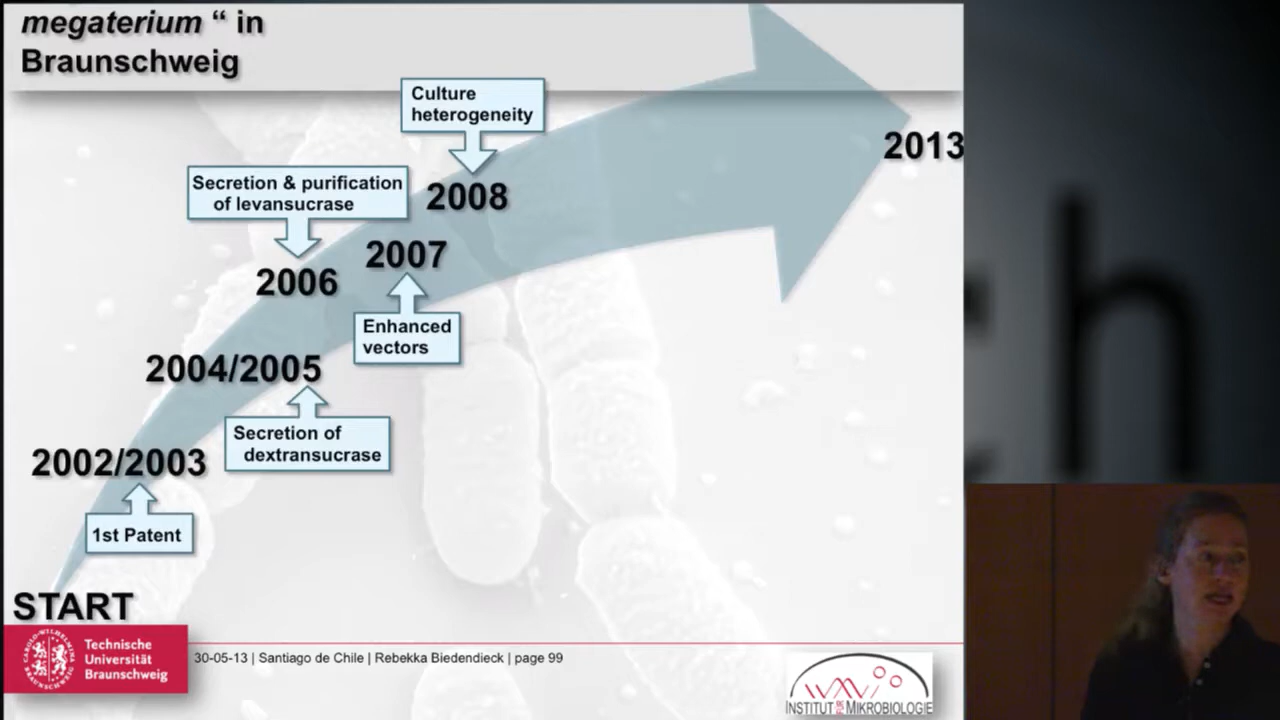 megaterium “ in
Braunschweig
Culture
heterogeneity
2013
Secretion & purification
of levansucrase
2008
2007
2006
Enhanced
vectors
2004/2005
Secretion of
dextransucrase
2002/2003
1st Patent
START
Technische
Universität
Braunschweig
30-05-13 | Santiago de Chile | Rebekka Biedendieck | page 99
INSTITUT FÜR MIKROBIOLOGIE
h